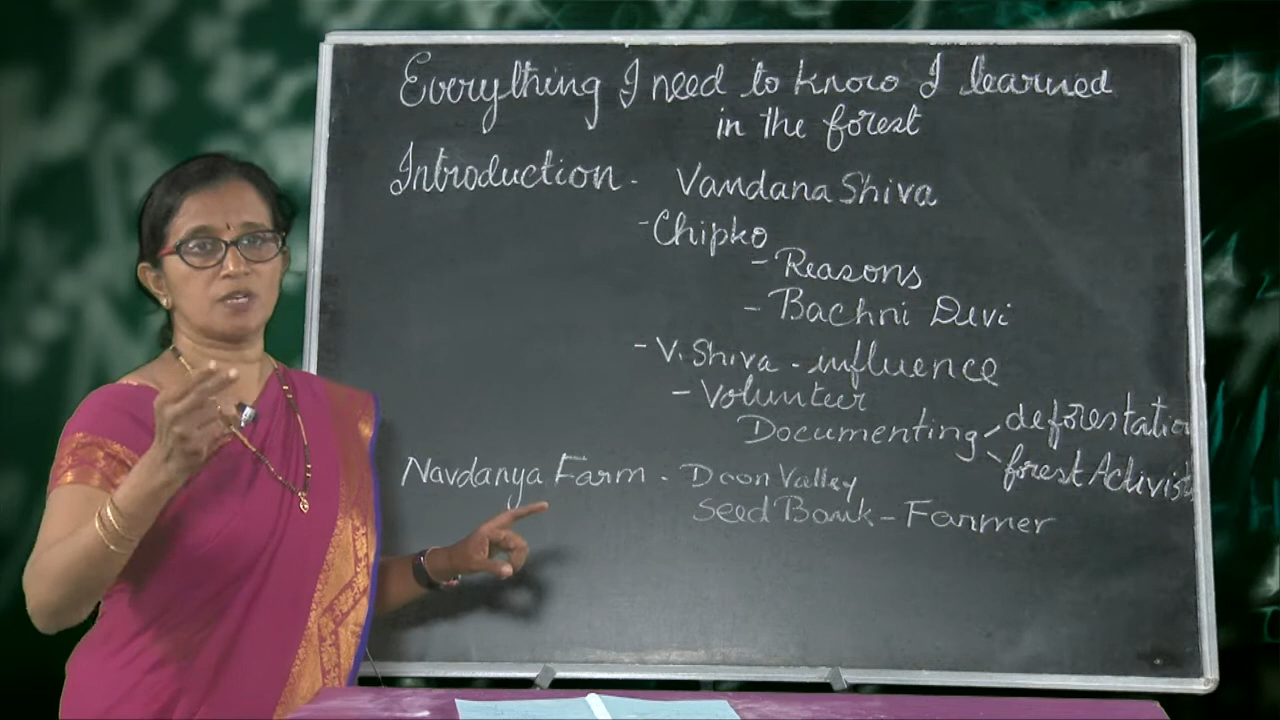 Everything I need to know I learned
in the forest
Introduction - Vandana Shiva
- Chipko
- Reasons
- Bachni Devi
- V. Shiva - influence
- Volunteer
Documenting deforestation
forest Activists
Navdanya Farm - Doon Valley
Seed Bank - Farmer